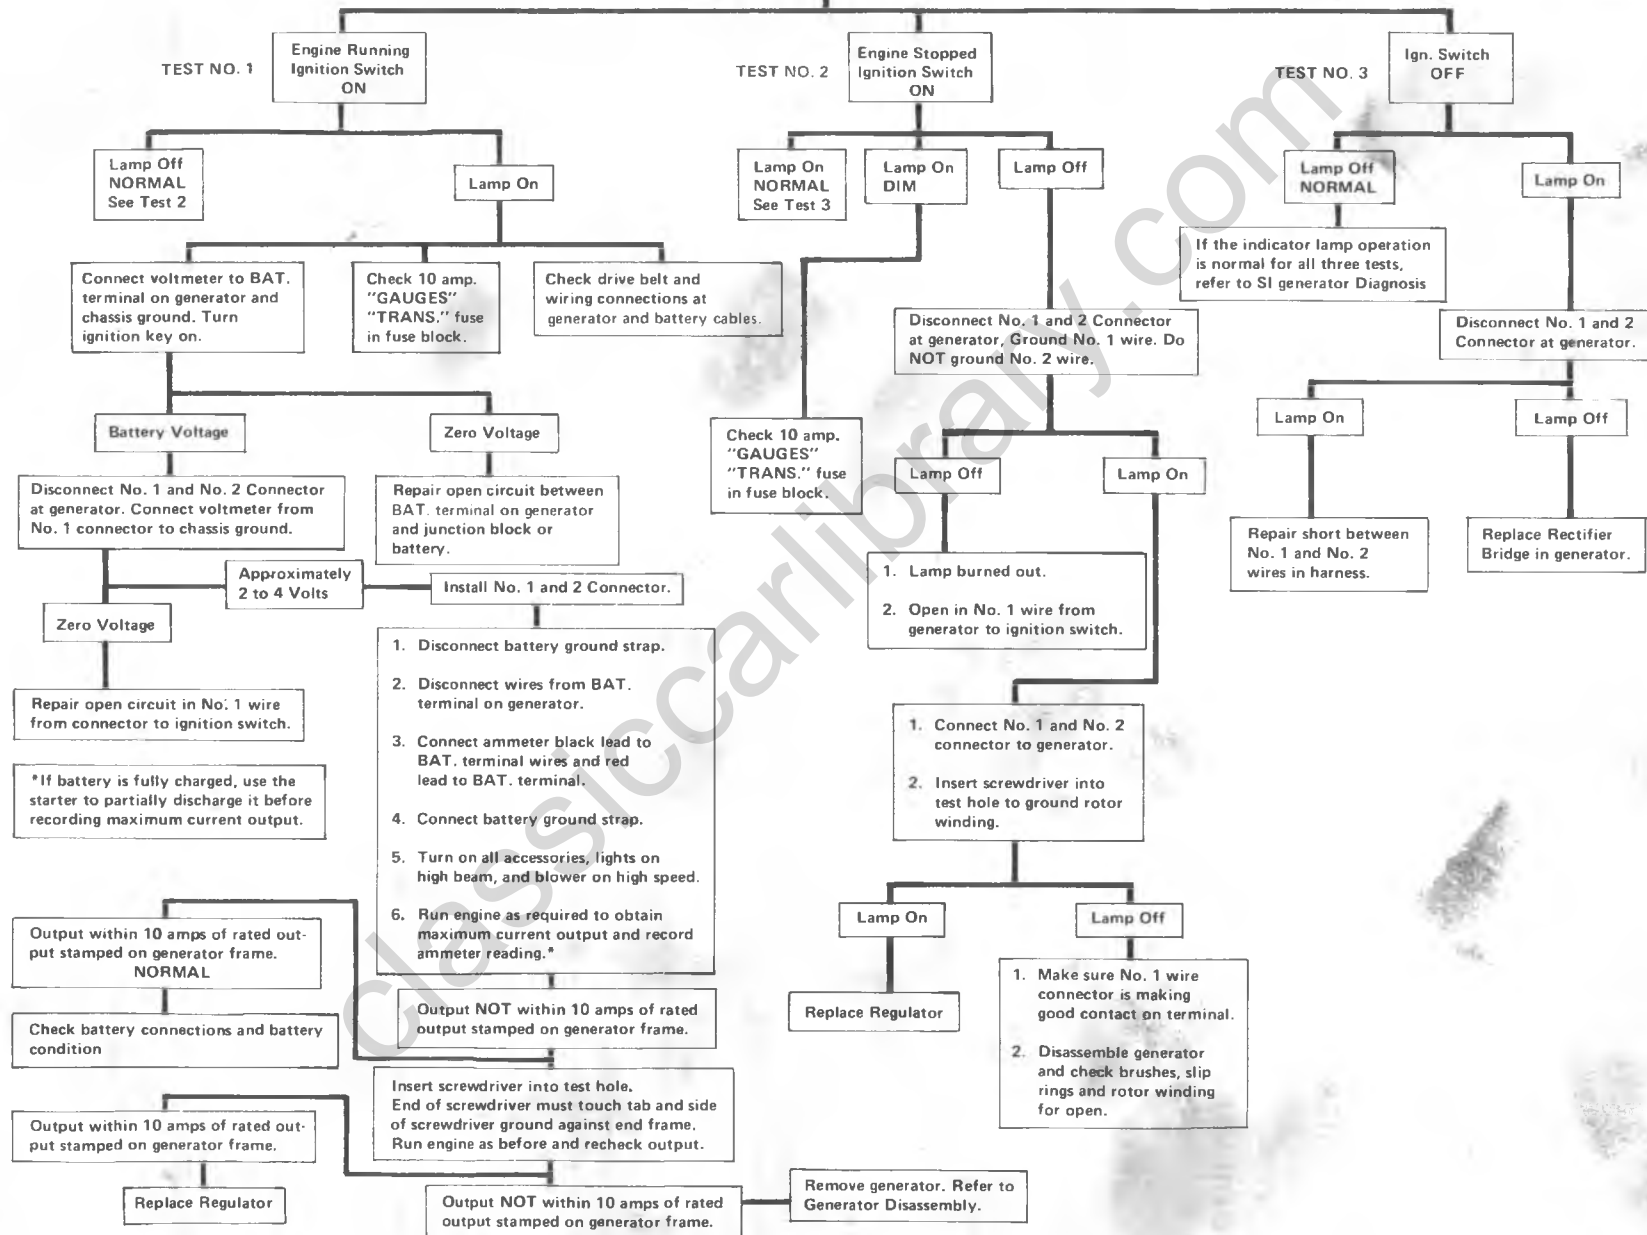 TEST NO. 1
Engine Running
Ignition Switch
ON
Lamp Off
NORMAL
See Test 2
Lamp On
Connect voltmeter to BAT.
terminal on generator and
chassis ground. Turn
ignition key on.
Check 10 amp.
"GAUGES"
"TRANS." fuse
in fuse block.
Check drive belt and
wiring connections at
generator and battery cables.
Battery Voltage
Zero Voltage
Disconnect No. 1 and No. 2 Connector
at generator. Connect voltmeter from
No. 1 connector to chassis ground.
Repair open circuit between
BAT. terminal on generator
and junction block or
battery.
Approximately
2 to 4 Volts
Install No. 1 and 2 Connector.
Zero Voltage
Repair open circuit in No. 1 wire
from connector to ignition switch.
*If battery is fully charged, use the
starter to partially discharge it before
recording maximum current output.
1. Disconnect battery ground strap.
2. Disconnect wires from BAT.
terminal on generator.
3. Connect ammeter black lead to
BAT. terminal wires and red
lead to BAT. terminal.
4. Connect battery ground strap.
5. Turn on all accessories, lights on
high beam, and blower on high speed.
6. Run engine as required to obtain
maximum current output and record
ammeter reading.*
Output within 10 amps of rated out-
put stamped on generator frame.
NORMAL
Check battery connections and battery
condition
Output NOT within 10 amps of rated
output stamped on generator frame.
Insert screwdriver into test hole.
End of screwdriver must touch tab and side
of screwdriver ground against end frame.
Run engine as before and recheck output.
Output within 10 amps of rated out-
put stamped on generator frame.
Replace Regulator
Output NOT within 10 amps of rated
output stamped on generator frame.
Remove generator. Refer to
Generator Disassembly.
TEST NO. 2
Engine Stopped
Ignition Switch
ON
Lamp On
NORMAL
See Test 3
Lamp On
DIM
Lamp Off
Check 10 amp.
"GAUGES"
"TRANS." fuse
in fuse block.
Disconnect No. 1 and 2 Connector
at generator, Ground No. 1 wire. Do
NOT ground No. 2 wire.
Lamp Off
Lamp On
1. Lamp burned out.
2. Open in No. 1 wire from
generator to ignition switch.
1. Connect No. 1 and No. 2
connector to generator.
2. Insert screwdriver into
test hole to ground rotor
winding.
Lamp On
Lamp Off
Replace Regulator
1. Make sure No. 1 wire
connector is making
good contact on terminal.
2. Disassemble generator
and check brushes, slip
rings and rotor winding
for open.
TEST NO. 3
Ign. Switch
OFF
Lamp Off
NORMAL
Lamp On
If the indicator lamp operation
is normal for all three tests,
refer to SI generator Diagnosis
Disconnect No. 1 and 2
Connector at generator.
Lamp On
Lamp Off
Repair short between
No. 1 and No. 2
wires in harness.
Replace Rectifier
Bridge in generator.
classiccarlibrary.com